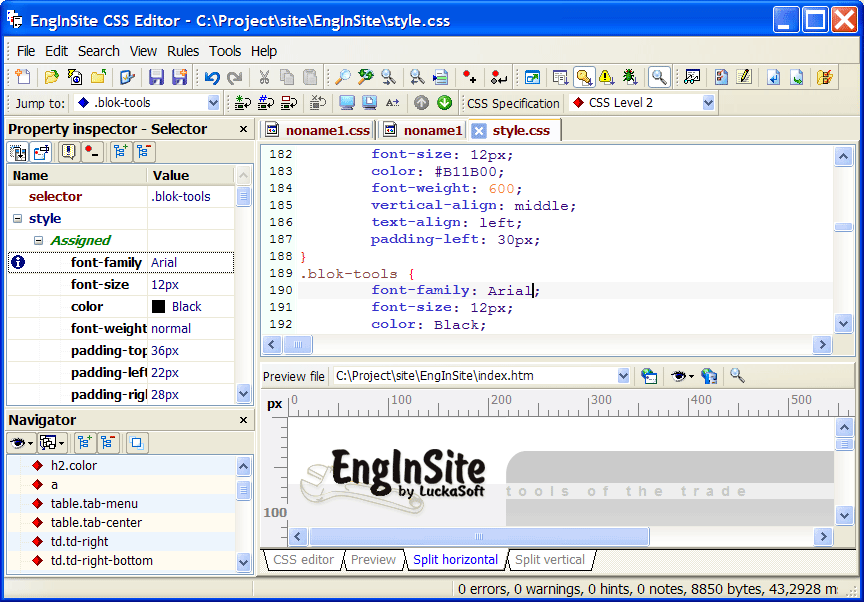 EngInSite CSS Editor - C:\Project\site\EngInSite\style.css
File Edit Search View Rules Tools Help
Jump to: .blok-tools CSS Specification CSS Level 2
Property inspector - Selector
Name Value
selector .blok-tools
style
Assigned
font-family Arial
font-size 12px
color Black
font-weight normal
padding-top 36px
padding-left 22px
padding-rig 28px
Navigator
h2.color
a
table.tab-menu
table.tab-center
td.td-right
td.td-right-bottom
noname1.css noname1 style.css
182 font-size: 12px;
183 color: #B11B00;
184 font-weight: 600;
185 vertical-align: middle;
186 text-align: left;
187 padding-left: 30px;
188 }
189 .blok-tools {
190 font-family: Arial;
191 font-size: 12px;
192 color: Black;
Preview file C:\Project\site\EngInSite\index.htm
px 0 100 200 300 400 500
0
EngInSite
by LuckaSoft
tools of the trade
100
CSS editor Preview Split horizontal Split vertical
0 errors, 0 warnings, 0 hints, 0 notes, 8850 bytes, 43,2928 m